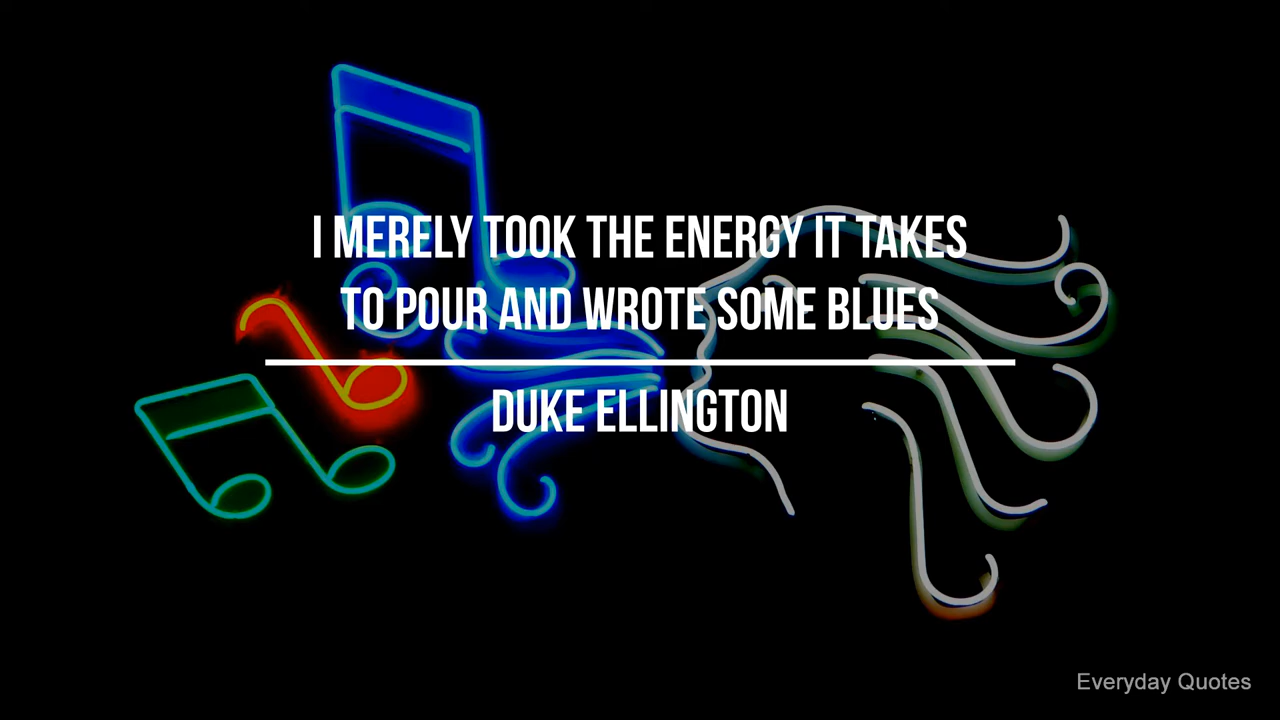 I MERELY TOOK THE ENERGY IT TAKES
TO POUR AND WROTE SOME BLUES
DUKE ELLINGTON
Everyday Quotes